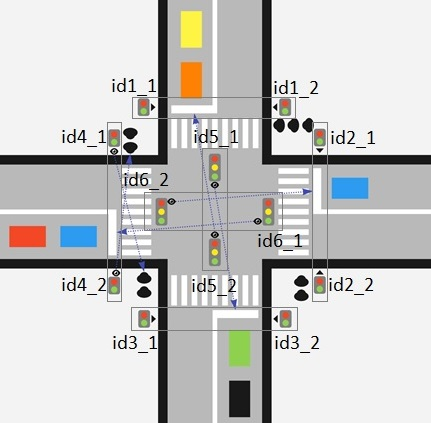 id1_1
id1_2
id4_1
id5_1
id2_1
id6_2
id6_1
id4_2
id5_2
id2_2
id3_1
id3_2